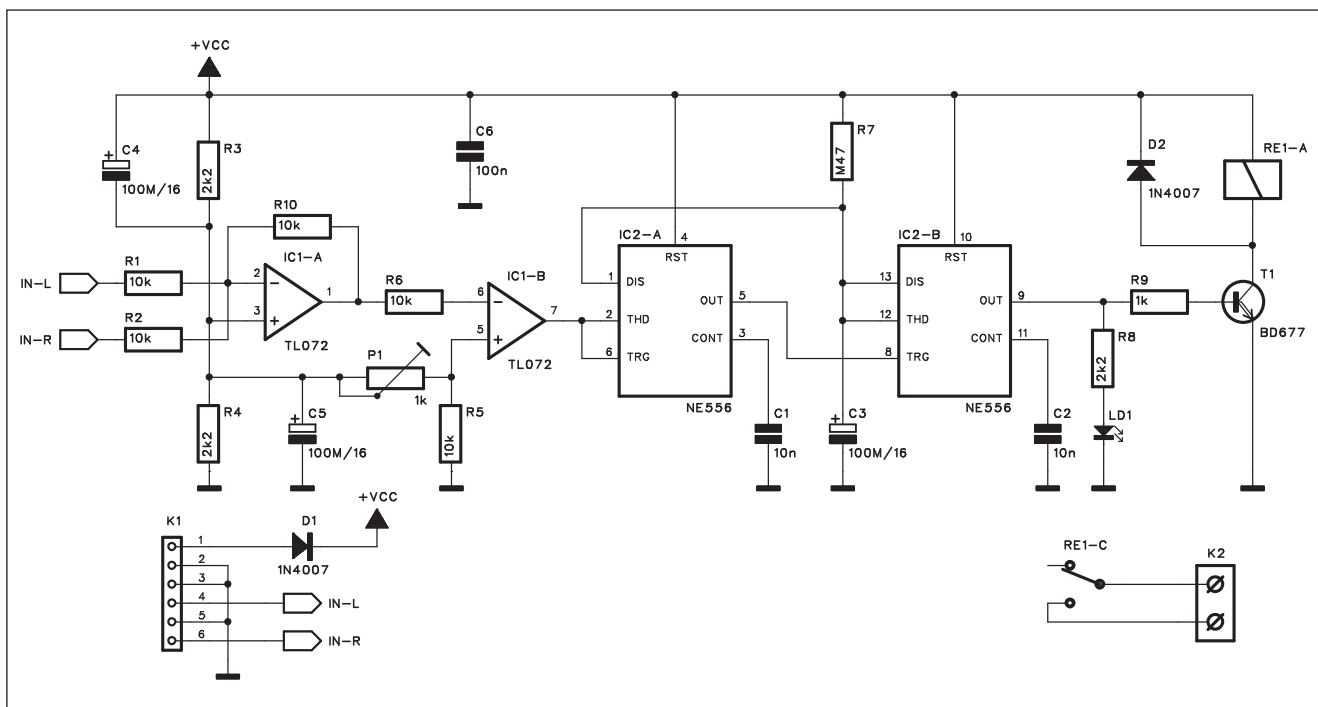 +VCC
C4
100M/16
R3
2k2
C6
100n
R7
M47
D2
1N4007
RE1-A
R10
10k
IC1-A
2
3
1
TL072
IN-L
R1
10k
IN-R
R2
10k
R6
10k
IC1-B
6
5
7
TL072
IC2-A
4
RST
1
DIS
2
THD
6
TRG
OUT
5
CONT
3
NE556
IC2-B
10
RST
13
DIS
12
THD
8
TRG
OUT
9
CONT
11
NE556
R9
1k
T1
BD677
P1
1k
R4
2k2
C5
100M/16
R5
10k
C1
10n
C3
100M/16
C2
10n
R8
2k2
LD1
K1
1
2
3
4
5
6
D1
1N4007
+VCC
IN-L
IN-R
RE1-C
K2